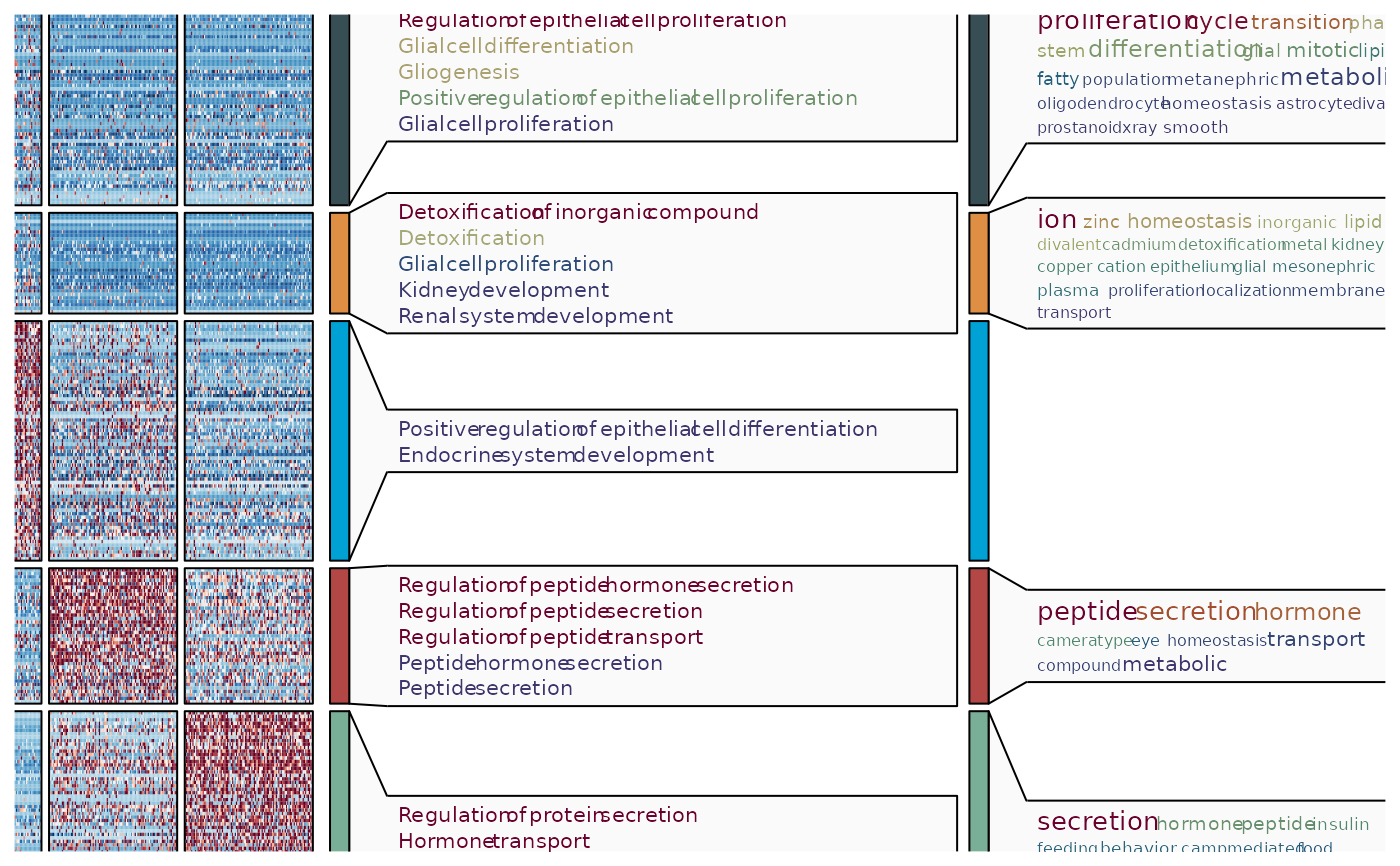 Regulation of epithelial cell proliferation
Glial cell differentiation
Gliogenesis
Positive regulation of epithelial cell proliferation
Glial cell proliferation
Detoxification of inorganic compound
Detoxification
Glial cell proliferation
Kidney development
Renal system development
Positive regulation of epithelial cell differentiation
Endocrine system development
Regulation of peptide hormone secretion
Regulation of peptide secretion
Regulation of peptide transport
Peptide hormone secretion
Peptide secretion
Regulation of protein secretion
Hormone transport
proliferation cycle transition pha
stem differentiation glial mitotic lipi
fatty population metanephric metaboli
oligodendrocyte homeostasis astrocyte diva
prostanoid xray smooth
ion zinc homeostasis inorganic lipid
divalent cadmium detoxification metal kidney
copper cation epithelium glial mesonephric
plasma proliferation localization membrane
transport
peptide secretion hormone
camera type eye homeostasis transport
compound metabolic
secretion hormone peptide insulin
feeding behavior camp mediated food